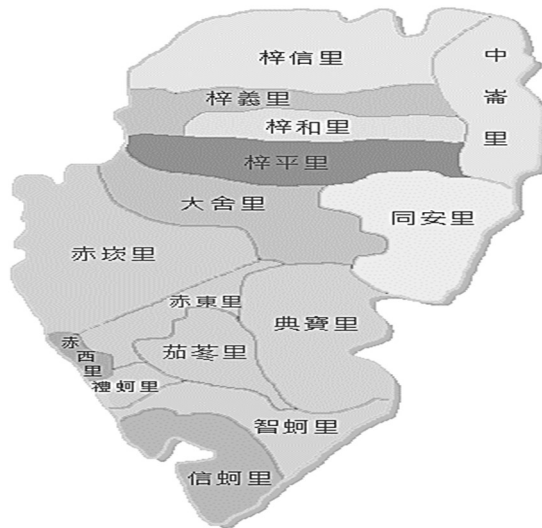 梓信里
中崙里
梓義里
梓和里
梓平里
大舍里
同安里
赤崁里
赤東里
典寶里
赤西里
茄苳里
禮蚵里
智蚵里
信蚵里